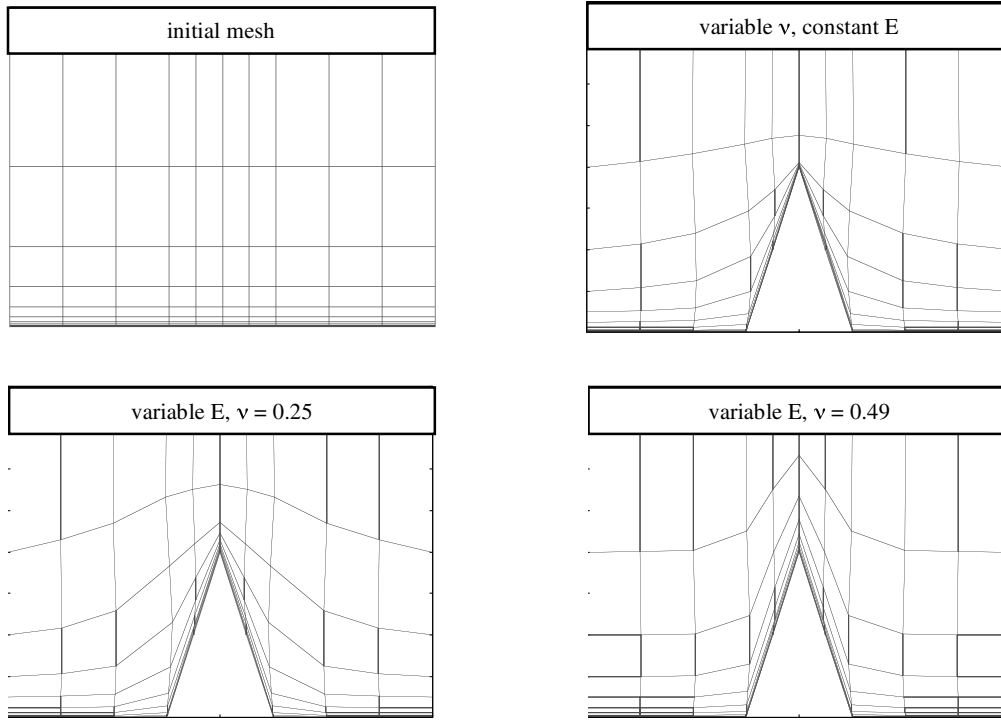 initial mesh
variable ν, constant E
variable E, ν = 0.25
variable E, ν = 0.49